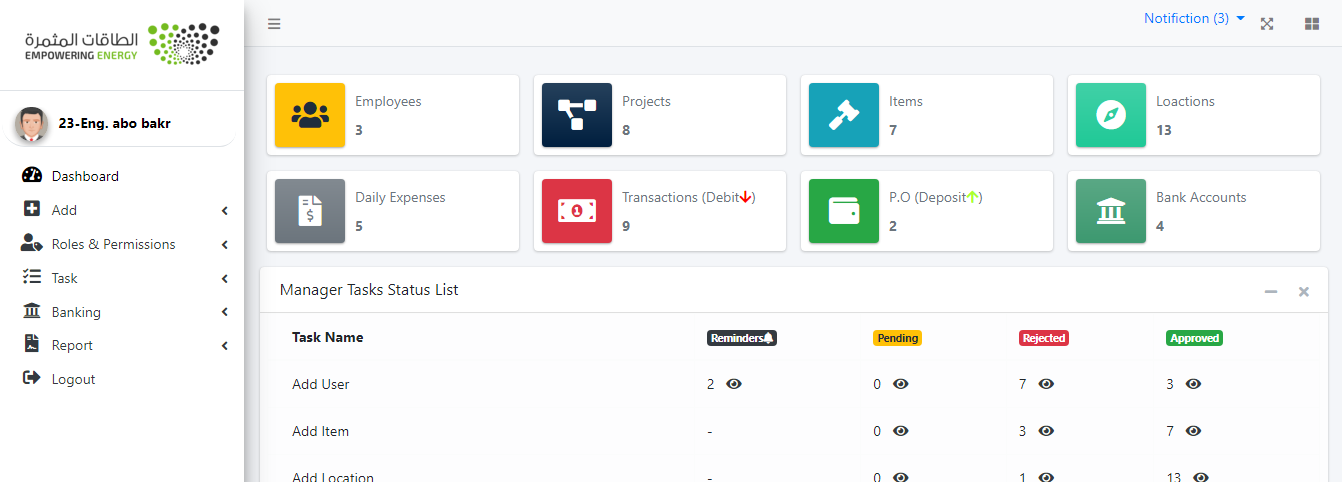 الطاقات المثمرة
EMPOWERING ENERGY
Notifiction (3)
23-Eng. abo bakr
Dashboard
Add
Roles & Permissions
Task
Banking
Report
Logout
Employees
3
Projects
8
Items
7
Loactions
13
Daily Expenses
5
Transactions (Debit)
9
P.O (Deposit)
2
Bank Accounts
4
Manager Tasks Status List
Task Name Reminders Pending Rejected Approved
Add User 2 0 7 3
Add Item - 0 3 7
Add Location - 0 1 13